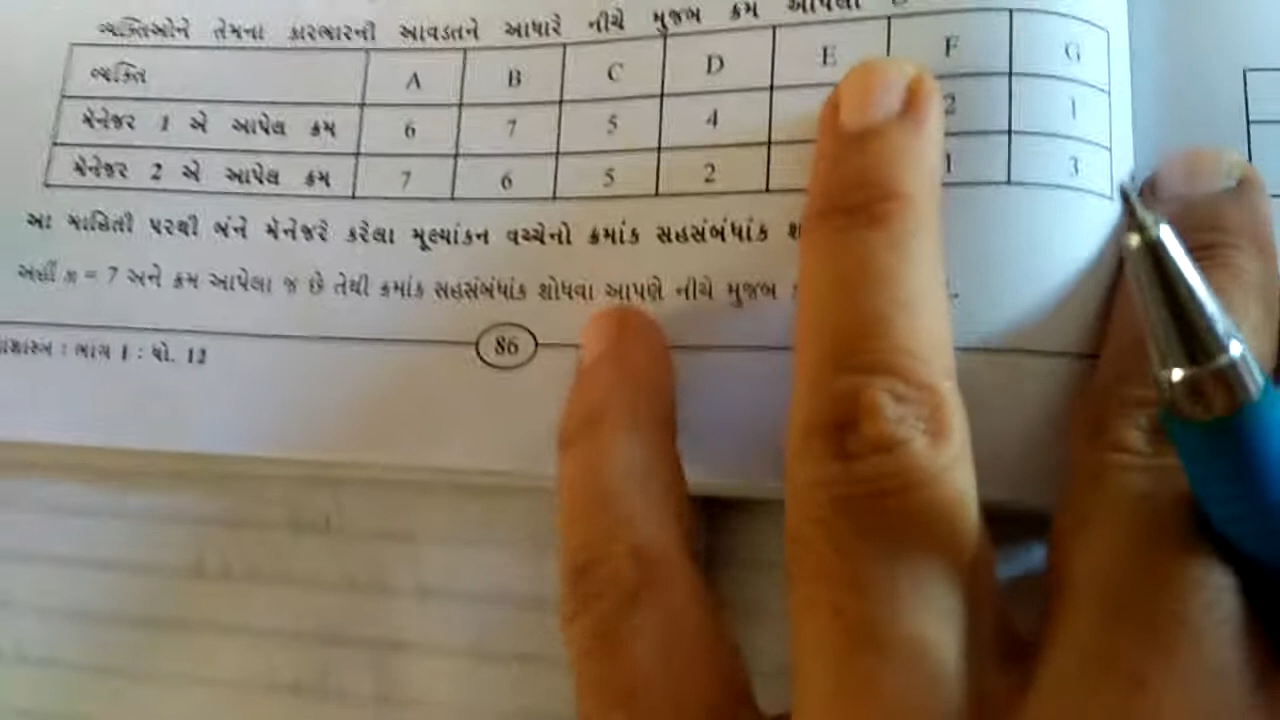 વ્યક્તિઓને તેમના કારભારની આવડતને આધારે નીચે મુજબ ક્રમ આપેલા
વ્યક્તિ A B C D E F G
મેનેજર 1 એ આપેલ ક્રમ 6 7 5 4 2 1
મેનેજર 2 એ આપેલ ક્રમ 7 6 5 2 1 3
આ માહિતી પરથી બંને મેનેજરે કરેલા મૂલ્યાંકન વચ્ચેનો ક્રમાંક સહસંબંધાંક
અહીં n = 7 અને ક્રમ આપેલા જ છે તેથી ક્રમાંક સહસંબંધાંક શોધવા આપણે નીચે મુજબ
ભાગ 1 : ધો. 12
86